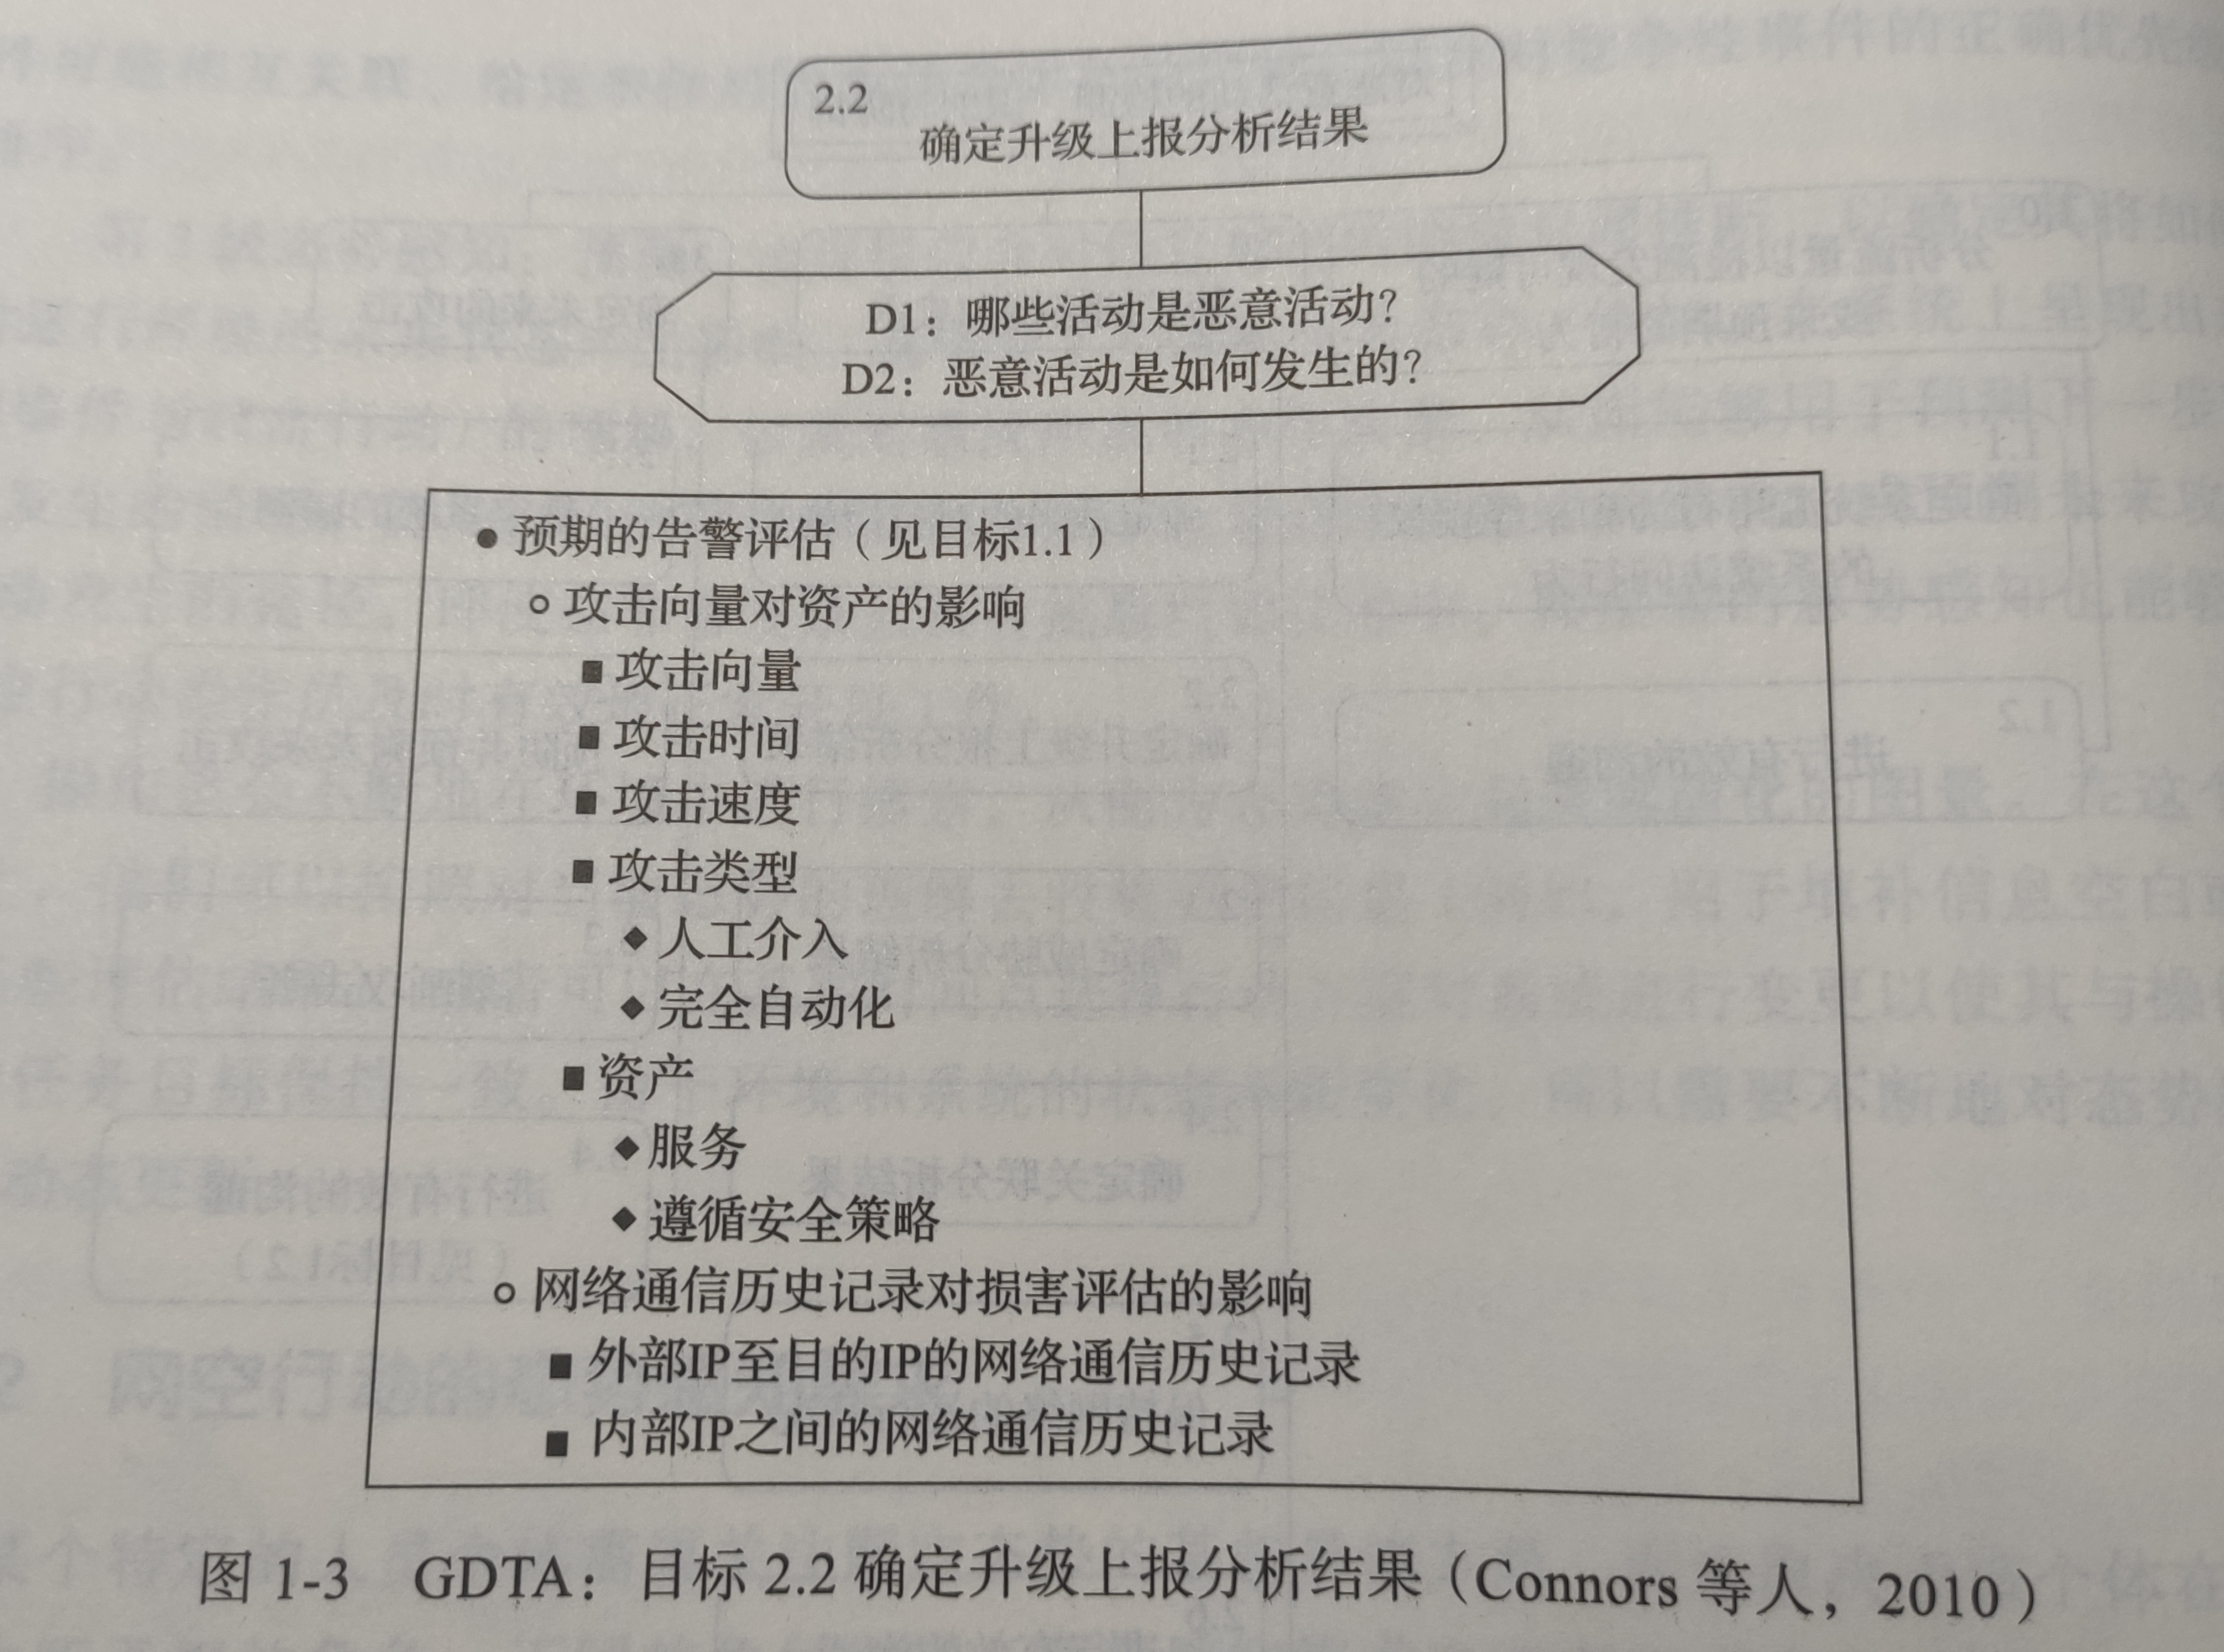 2.2
确定升级上报分析结果
D1：哪些活动是恶意活动？
D2：恶意活动是如何发生的？
● 预期的告警评估（见目标1.1）
○ 攻击向量对资产的影响
■ 攻击向量
■ 攻击时间
■ 攻击速度
■ 攻击类型
◆ 人工介入
◆ 完全自动化
■ 资产
◆ 服务
◆ 遵循安全策略
○ 网络通信历史记录对损害评估的影响
■ 外部IP至目的IP的网络通信历史记录
■ 内部IP之间的网络通信历史记录
图 1-3 GDTA：目标 2.2 确定升级上报分析结果（Connors 等人，2010）